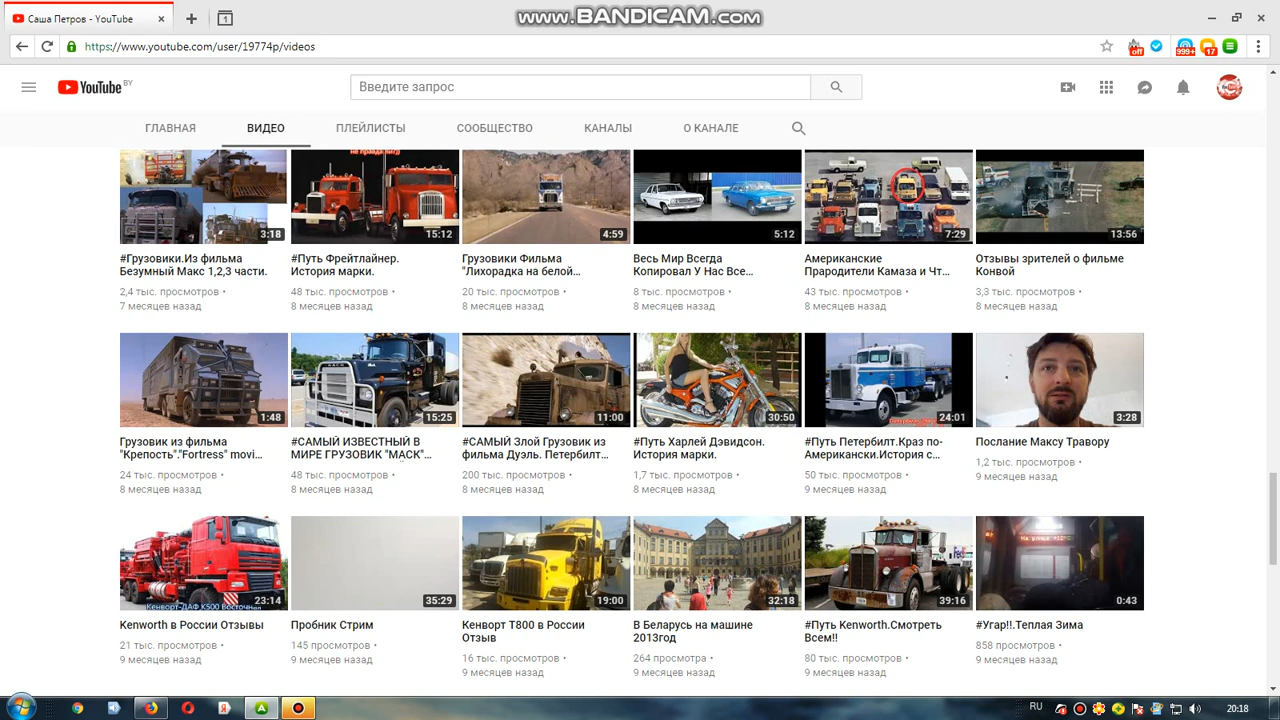 Саша Петров - YouTube
1
www.BANDICAM.com
https://www.youtube.com/user/19774p/videos
off
999+
17
YouTube BY
Введите запрос
ГЛАВНАЯ
ВИДЕО
ПЛЕЙЛИСТЫ
СООБЩЕСТВО
КАНАЛЫ
О КАНАЛЕ
3:18
15:12
4:59
5:12
7:29
13:56
#Грузовики.Из фильма
Безумный Макс 1,2,3 части.
2,4 тыс. просмотров •
7 месяцев назад
#Путь Фрейтлайнер.
История марки.
48 тыс. просмотров •
8 месяцев назад
Грузовики Фильма
"Лихорадка на белой...
20 тыс. просмотров •
8 месяцев назад
Весь Мир Всегда
Копировал У Нас Все...
8 тыс. просмотров •
8 месяцев назад
Американские
Прародители Камаза и Чт...
43 тыс. просмотров •
8 месяцев назад
Отзывы зрителей о фильме
Конвой
3,3 тыс. просмотров •
8 месяцев назад
1:48
15:25
11:00
30:50
24:01
3:28
Грузовик из фильма
"Крепость"."Fortress" movi...
24 тыс. просмотров •
8 месяцев назад
#САМЫЙ ИЗВЕСТНЫЙ В
МИРЕ ГРУЗОВИК "МАСК"...
48 тыс. просмотров •
8 месяцев назад
#САМЫЙ Злой Грузовик из
фильма Дуэль. Петербилт...
200 тыс. просмотров •
8 месяцев назад
#Путь Харлей Дэвидсон.
История марки.
1,7 тыс. просмотров •
8 месяцев назад
#Путь Петербилт.Краз по-
Американски.История с...
50 тыс. просмотров •
9 месяцев назад
Послание Максу Травору
1,2 тыс. просмотров •
9 месяцев назад
Кенворт-ДАФ К500 Восточный
23:14
35:29
19:00
32:18
39:16
0:43
Kenworth в России Отзывы
21 тыс. просмотров •
9 месяцев назад
Пробник Стрим
145 просмотров •
9 месяцев назад
Кенворт Т800 в России
Отзыв
16 тыс. просмотров •
9 месяцев назад
В Беларусь на машине
2013год
264 просмотра •
9 месяцев назад
#Путь Kenworth.Смотреть
Всем!!
80 тыс. просмотров •
9 месяцев назад
#Угар!!.Теплая Зима
858 просмотров •
9 месяцев назад
RU
20:18